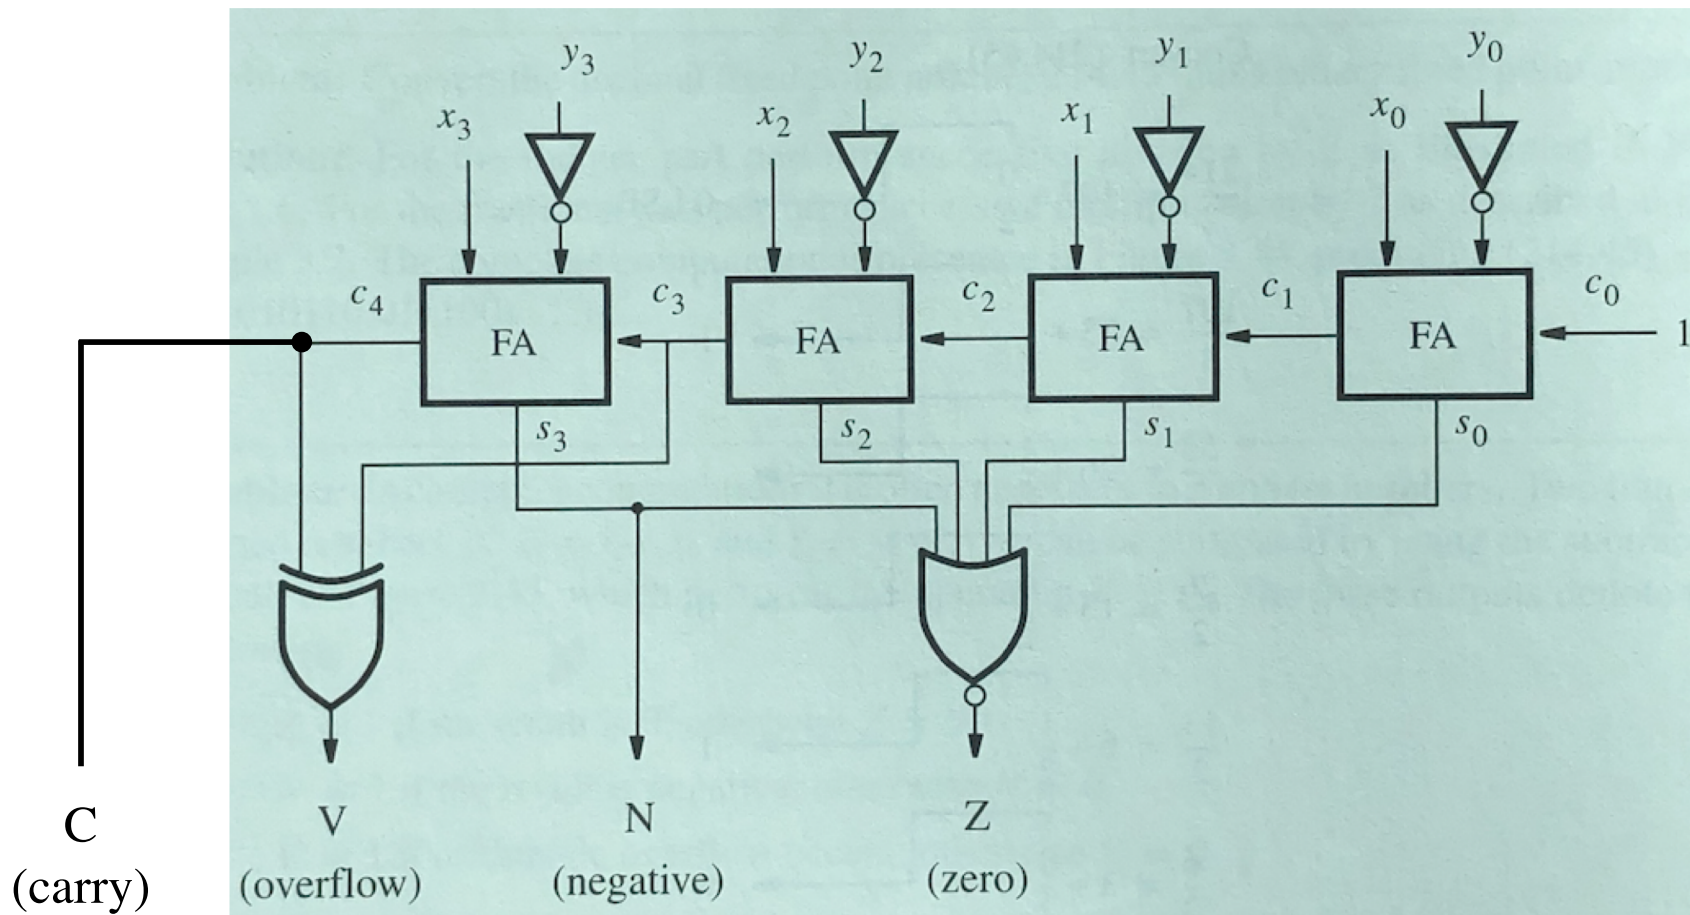 y3 y2 y1 y0
x3 x2 x1 x0
c4 c3 c2 c1 c0
FA FA FA FA 1
s3 s2 s1 s0
C V N Z
(carry) (overflow) (negative) (zero)